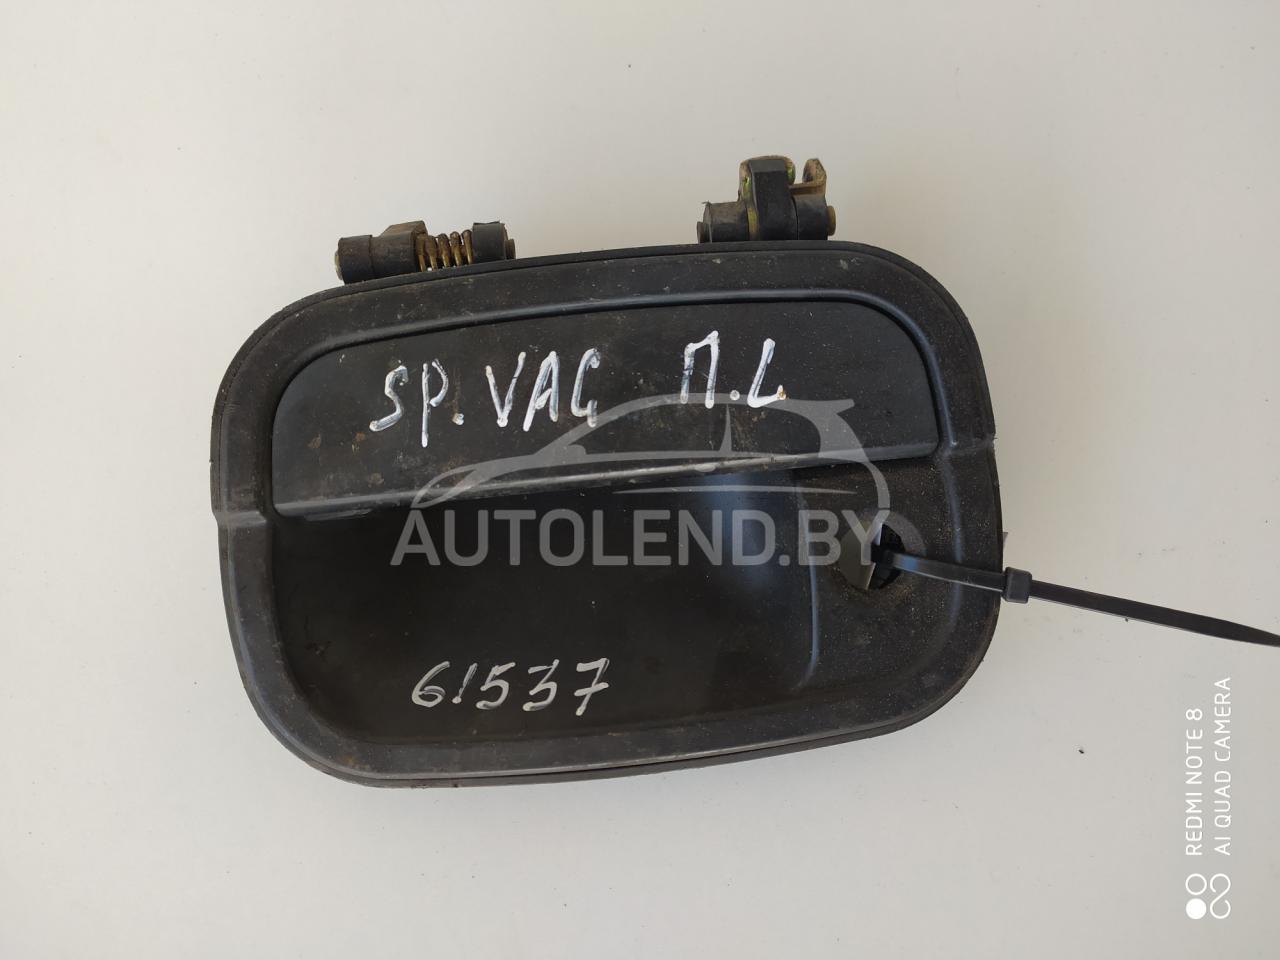 SP. VAG П.L
AUTOLEND.BY
61537
REDMI NOTE 8
AI QUAD CAMERA